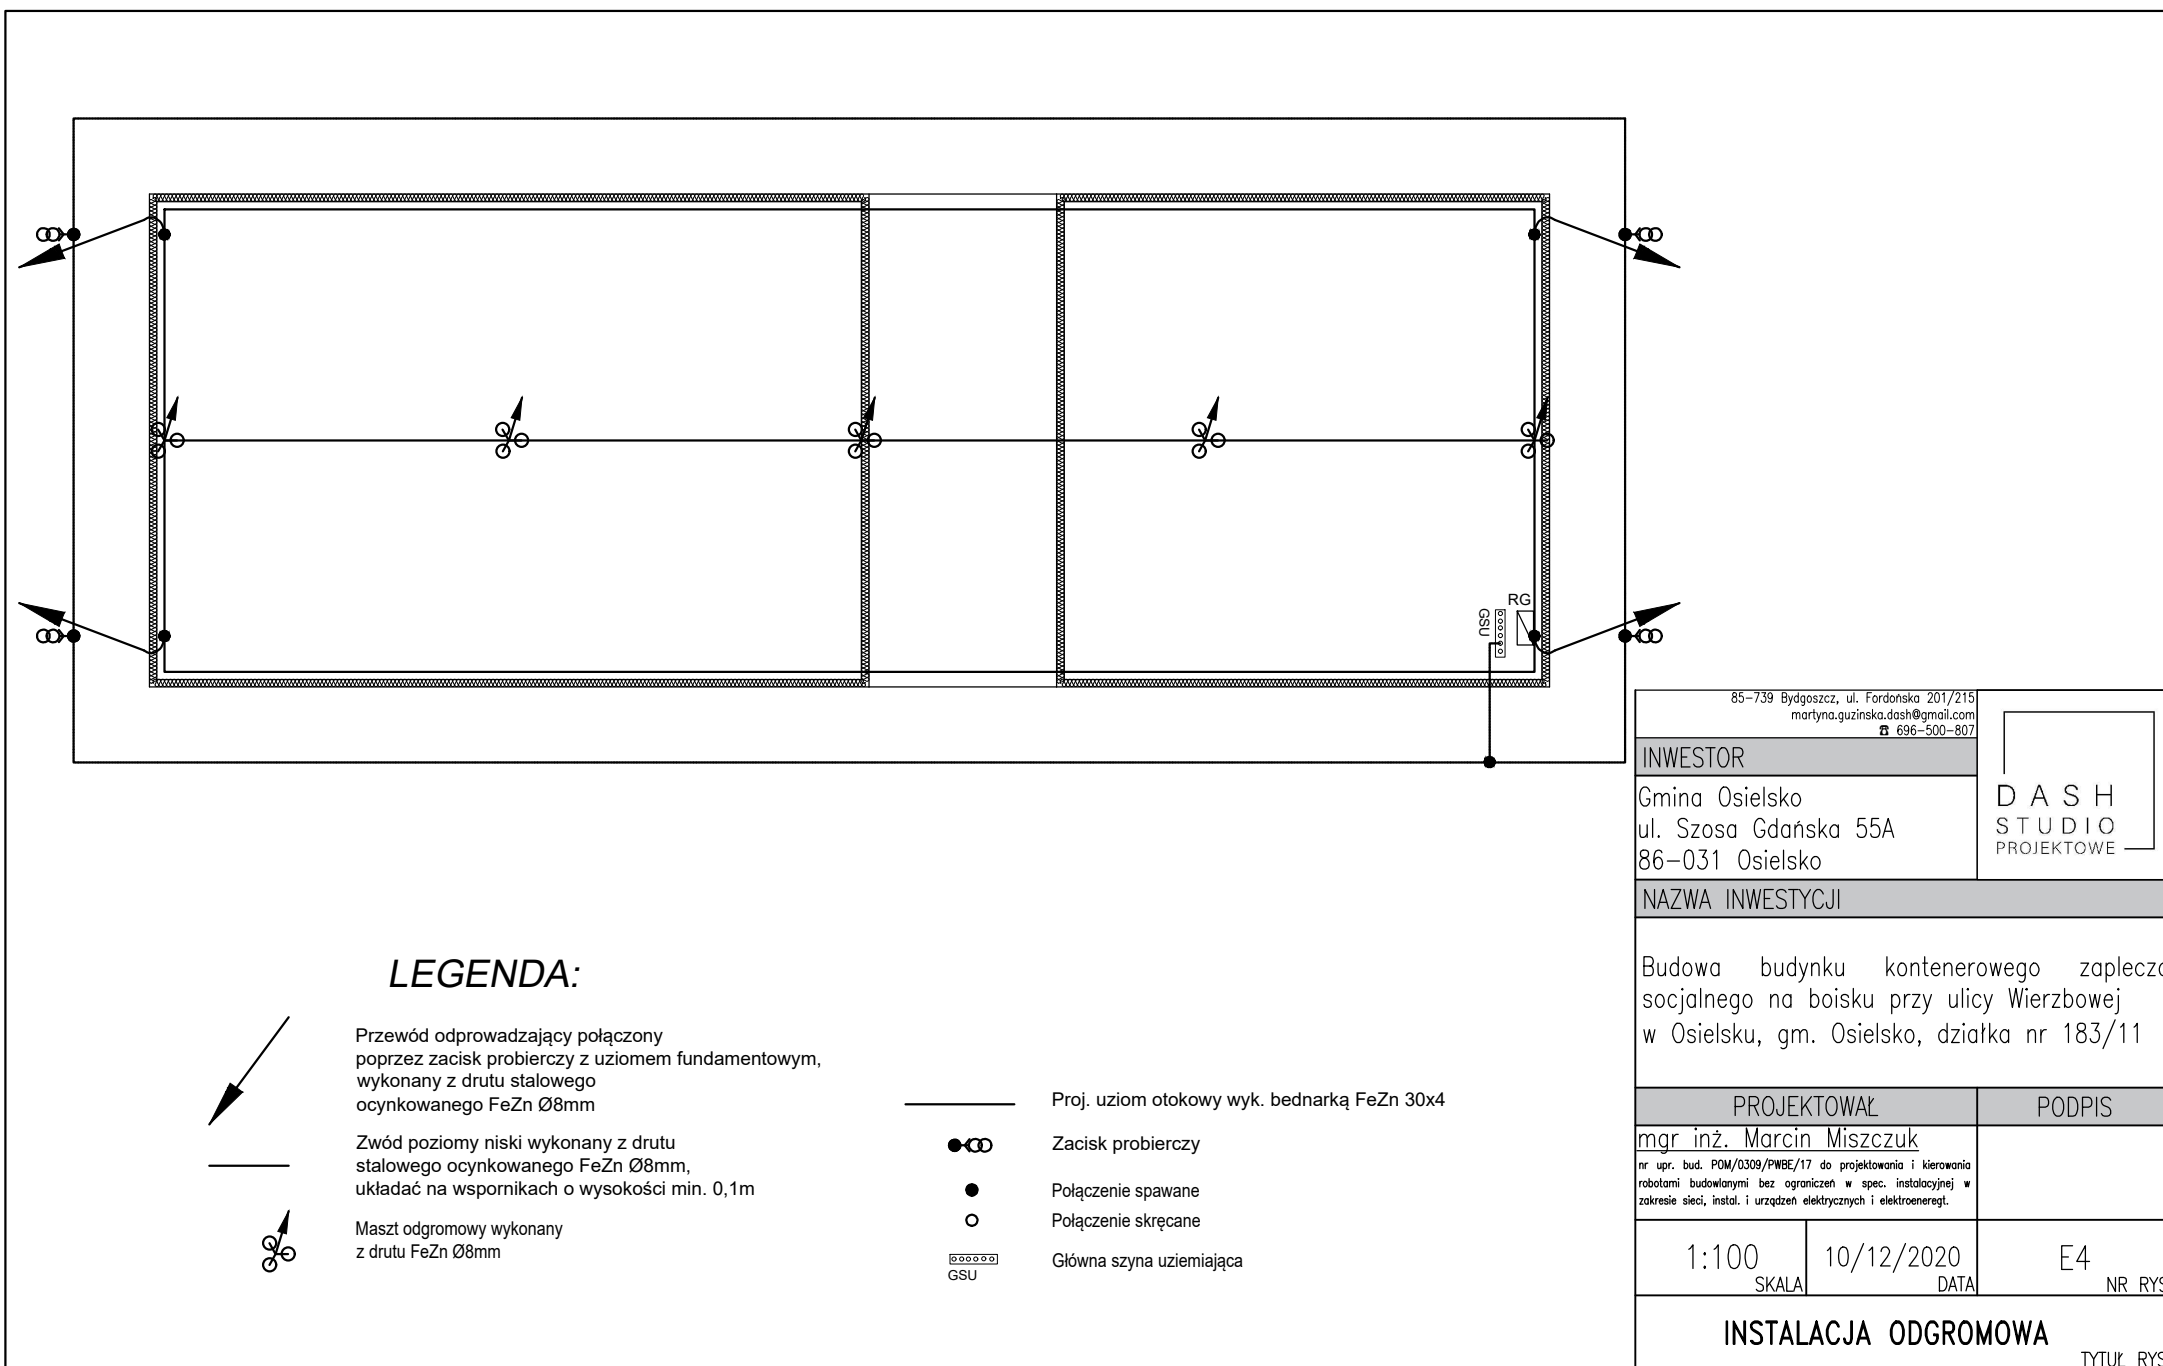 RG
GSU
85-739 Bydgoszcz, ul. Fordońska 201/215
martyna.guzinska.dash@gmail.com
☎ 696-500-807
INWESTOR
Gmina Osielsko
ul. Szosa Gdańska 55A
86-031 Osielsko
DASH
STUDIO
PROJEKTOWE
NAZWA INWESTYCJI
Budowa budynku kontenerowego zaplecza
socjalnego na boisku przy ulicy Wierzbowej
w Osielsku, gm. Osielsko, działka nr 183/11
PROJEKTOWAŁ
PODPIS
mgr inż. Marcin Miszczuk
nr upr. bud. POM/0309/PWBE/17 do projektowania i kierowania
robotami budowlanymi bez ograniczeń w spec. instalacyjnej w
zakresie sieci, instal. i urządzeń elektrycznych i elektroeneregt.
1:100
SKALA
10/12/2020
DATA
E4
NR RYS
INSTALACJA ODGROMOWA
TYTUŁ RYS
LEGENDA:
Przewód odprowadzający połączony
poprzez zacisk probierczy z uziomem fundamentowym,
wykonany z drutu stalowego
ocynkowanego FeZn Ø8mm
Zwód poziomy niski wykonany z drutu
stalowego ocynkowanego FeZn Ø8mm,
układać na wspornikach o wysokości min. 0,1m
Maszt odgromowy wykonany
z drutu FeZn Ø8mm
Proj. uziom otokowy wyk. bednarką FeZn 30x4
Zacisk probierczy
Połączenie spawane
Połączenie skręcane
Główna szyna uziemiająca
GSU